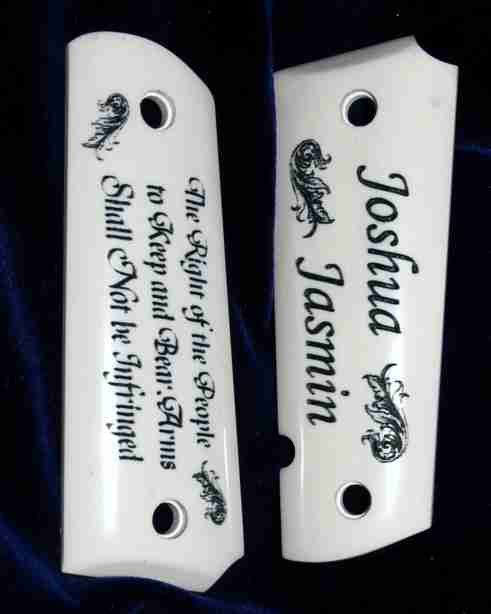 The Right of the People
to Keep and Bear Arms
Shall Not be Infringed
Joshua
Jasmin